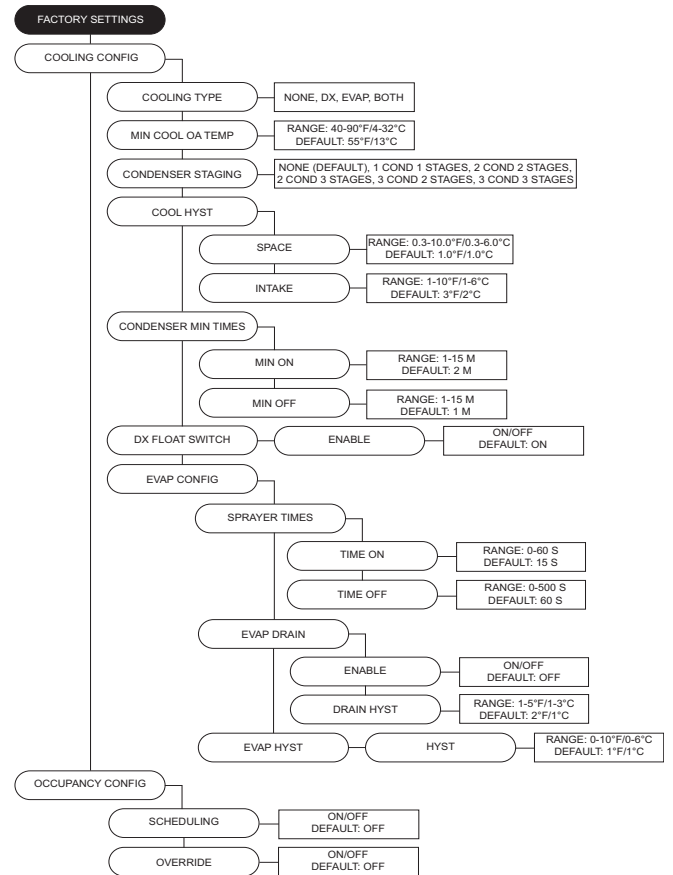 FACTORY SETTINGS
COOLING CONFIG
COOLING TYPE
NONE, DX, EVAP, BOTH
MIN COOL OA TEMP
RANGE: 40-90°F/4-32°C
DEFAULT: 55°F/13°C
CONDENSER STAGING
NONE (DEFAULT), 1 COND 1 STAGES, 2 COND 2 STAGES,
2 COND 3 STAGES, 3 COND 2 STAGES, 3 COND 3 STAGES
COOL HYST
SPACE
RANGE: 0.3-10.0°F/0.3-6.0°C
DEFAULT: 1.0°F/1.0°C
INTAKE
RANGE: 1-10°F/1-6°C
DEFAULT: 3°F/2°C
CONDENSER MIN TIMES
MIN ON
RANGE: 1-15 M
DEFAULT: 2 M
MIN OFF
RANGE: 1-15 M
DEFAULT: 1 M
DX FLOAT SWITCH
ENABLE
ON/OFF
DEFAULT: ON
EVAP CONFIG
SPRAYER TIMES
TIME ON
RANGE: 0-60 S
DEFAULT: 15 S
TIME OFF
RANGE: 0-500 S
DEFAULT: 60 S
EVAP DRAIN
ENABLE
ON/OFF
DEFAULT: OFF
DRAIN HYST
RANGE: 1-5°F/1-3°C
DEFAULT: 2°F/1°C
EVAP HYST
HYST
RANGE: 0-10°F/0-6°C
DEFAULT: 1°F/1°C
OCCUPANCY CONFIG
SCHEDULING
ON/OFF
DEFAULT: OFF
OVERRIDE
ON/OFF
DEFAULT: OFF